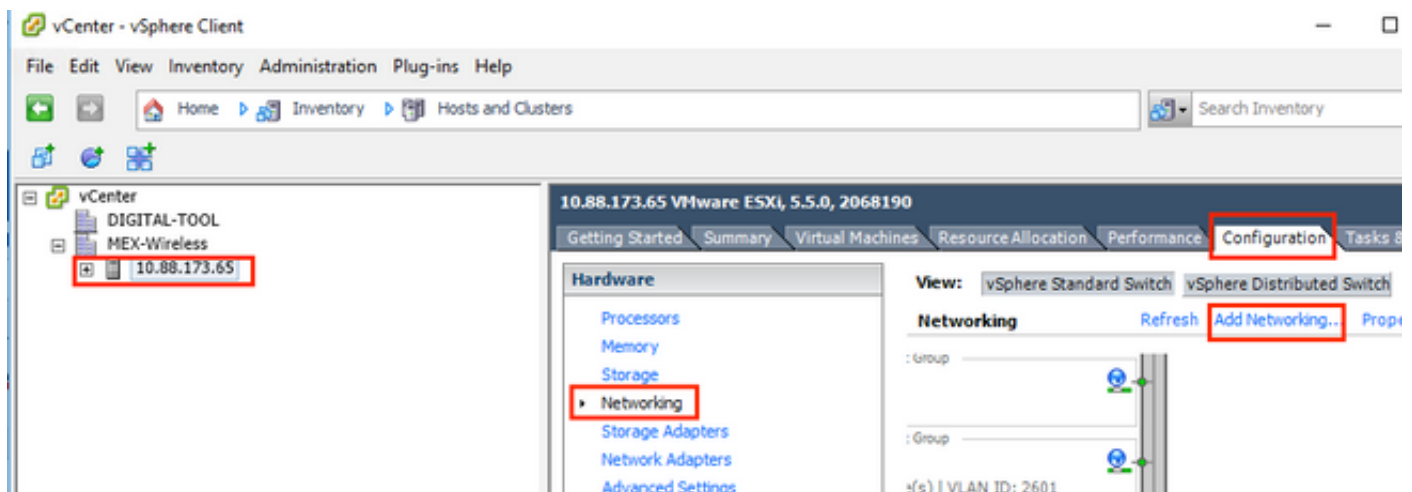 vCenter - vSphere Client
File Edit View Inventory Administration Plug-ins Help
Home Inventory Hosts and Clusters
Search Inventory
vCenter
DIGITAL-TOOL
MEX-Wireless
10.88.173.65
10.88.173.65 VMware ESXi, 5.5.0, 2068190
Getting Started Summary Virtual Machines Resource Allocation Performance Configuration Tasks &
Hardware
Processors
Memory
Storage
Networking
Storage Adapters
Network Adapters
Advanced Settings
View: vSphere Standard Switch vSphere Distributed Switch
Networking Refresh Add Networking... Prope
: Group
: Group
e(s) | VLAN ID: 2601